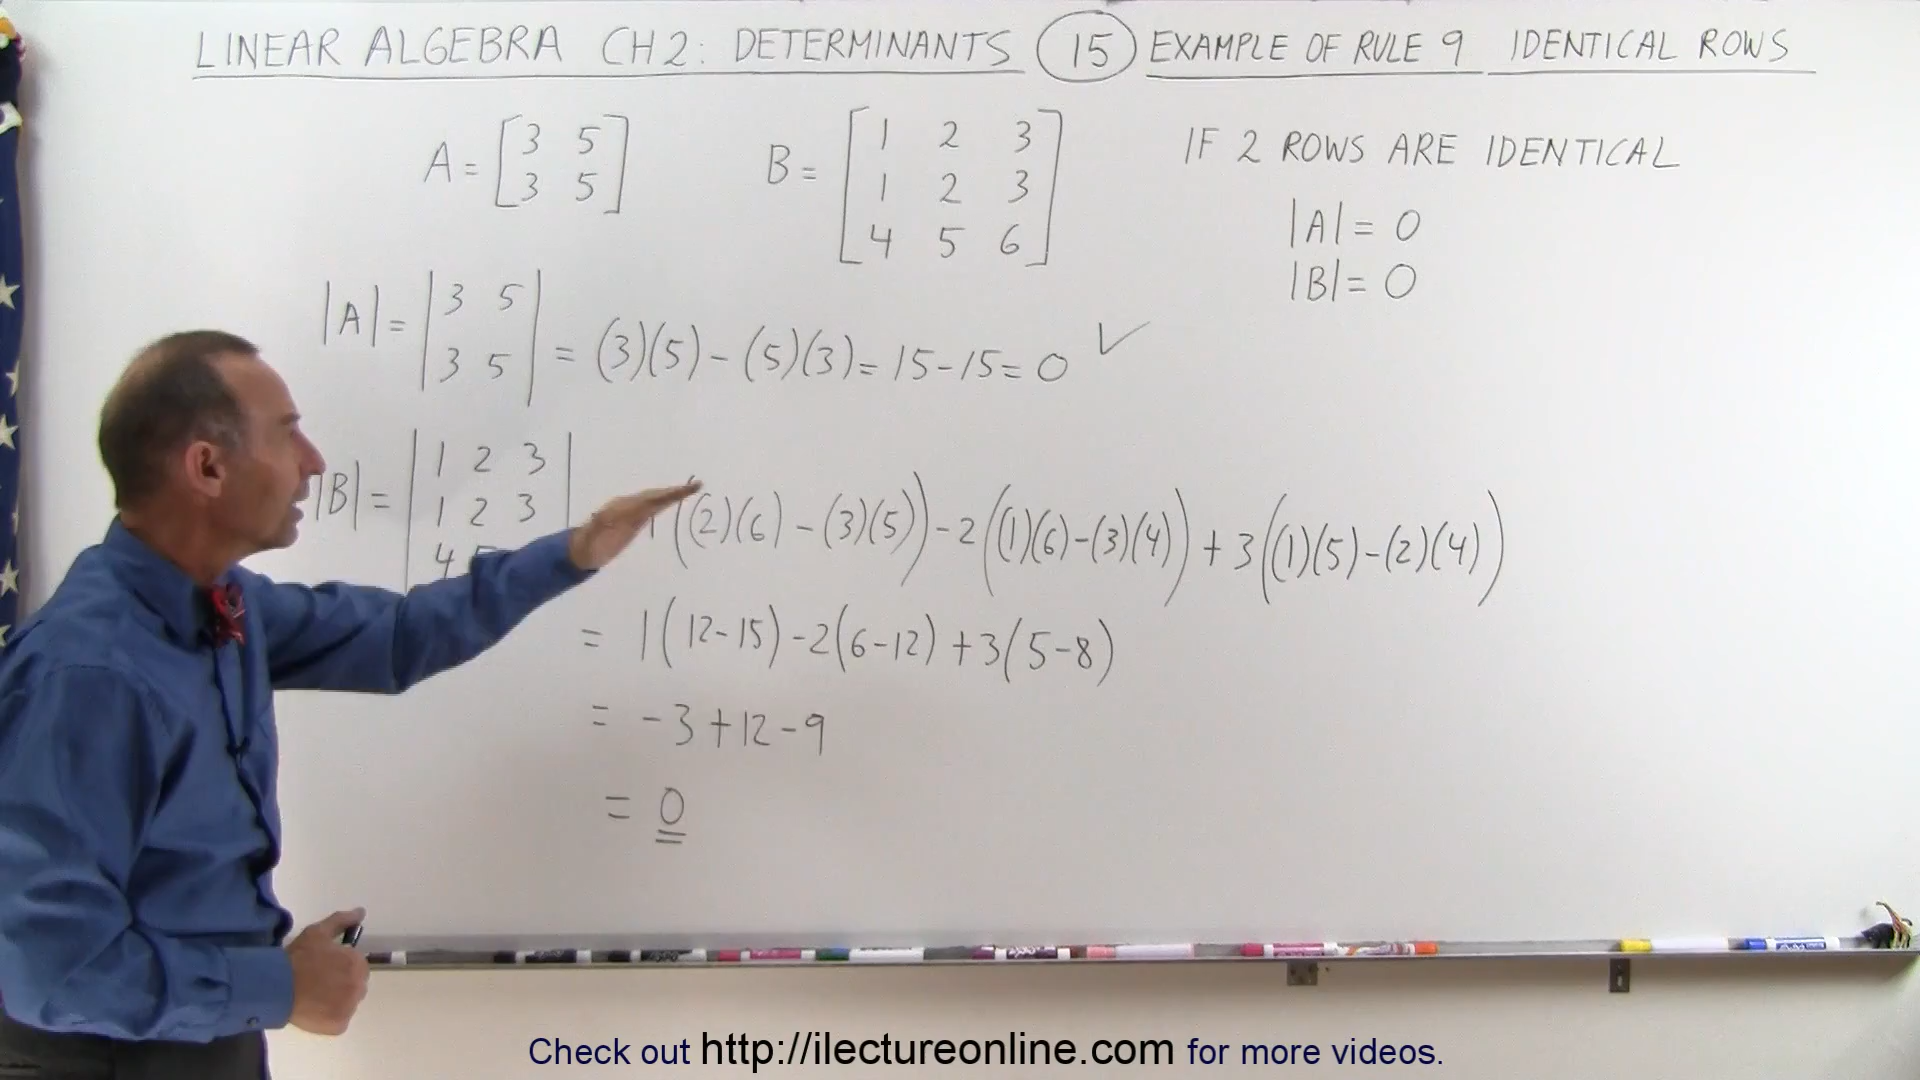 LINEAR ALGEBRA CH 2: DETERMINANTS 15 EXAMPLE OF RULE 9 IDENTICAL ROWS
A = [3 5
3 5]
B = [1 2 3
1 2 3
4 5 6]
IF 2 ROWS ARE IDENTICAL
|A| = 0
|B| = 0
|A| = |3 5
3 5| = (3)(5) - (5)(3) = 15 - 15 = 0 ✓
|B| = |1 2 3
1 2 3
4
((2)(6) - (3)(5)) - 2((1)(6) - (3)(4)) + 3((1)(5) - (2)(4))
= 1(12 - 15) - 2(6 - 12) + 3(5 - 8)
= -3 + 12 - 9
= 0
Check out http://ilectureonline.com for more videos.